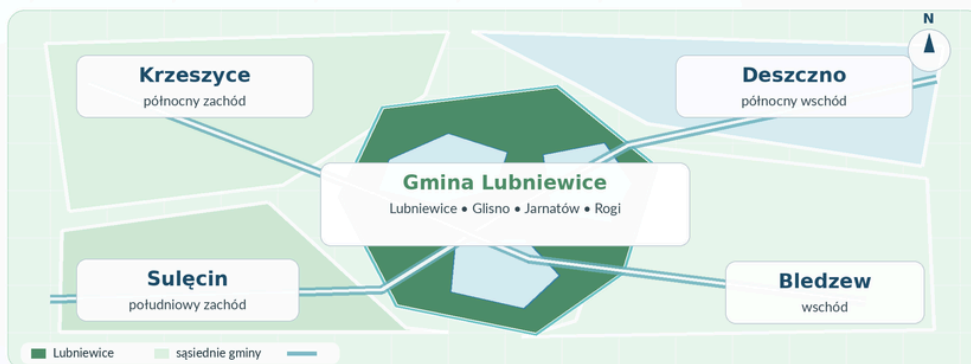 N
Krzeszyce
północny zachód
Deszczno
północny wschód
Gmina Lubniewice
Lubniewice • Glisno • Jarnatów • Rogi
Sulęcin
południowy zachód
Bledzew
wschód
Lubniewice
sąsiednie gminy